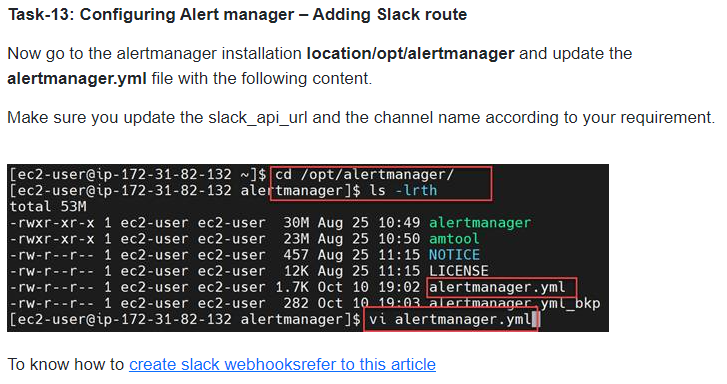 Task-13: Configuring Alert manager – Adding Slack route
Now go to the alertmanager installation location/opt/alertmanager and update the
alertmanager.yml file with the following content.
Make sure you update the slack_api_url and the channel name according to your requirement.
[ec2-user@ip-172-31-82-132 ~]$ cd /opt/alertmanager/
[ec2-user@ip-172-31-82-132 alertmanager]$ ls -lrth
total 53M
-rwxr-xr-x 1 ec2-user ec2-user  30M Aug 25 10:49 alertmanager
-rwxr-xr-x 1 ec2-user ec2-user  23M Aug 25 10:50 amtool
-rw-r--r-- 1 ec2-user ec2-user  457 Aug 25 11:15 NOTICE
-rw-r--r-- 1 ec2-user ec2-user  12K Aug 25 11:15 LICENSE
-rw-r--r-- 1 ec2-user ec2-user 1.7K Oct 10 19:02 alertmanager.yml
-rw-r--r-- 1 ec2-user ec2-user  282 Oct 10 19:03 alertmanager.yml_bkp
[ec2-user@ip-172-31-82-132 alertmanager]$ vi alertmanager.yml
To know how to create slack webhooksrefer to this article